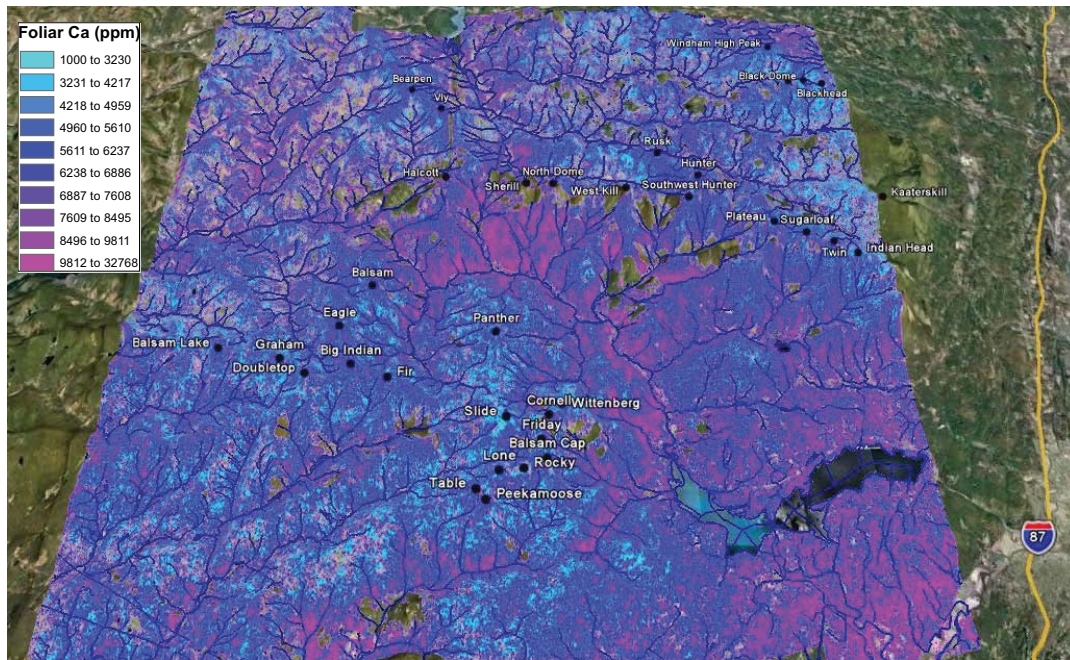 Foliar Ca (ppm)
1000 to 3230
3231 to 4217
4218 to 4959
4960 to 5610
5611 to 6237
6238 to 6886
6887 to 7608
7609 to 8495
8496 to 9811
9812 to 32768
Windham High Peak
Bearpen
Black Dome
Vly
Blackhead
Rusk
Hunter
Halcott
North Dome
Sherill
West Kill
Southwest Hunter
Kaaterskill
Plateau
Sugarloaf
Twin
Indian Head
Balsam
Eagle
Panther
Balsam Lake
Graham
Big Indian
Doubletop
Fir
Cornell
Wittenberg
Slide
Friday
Balsam Cap
Lone
Rocky
Table
Peekamoose
87